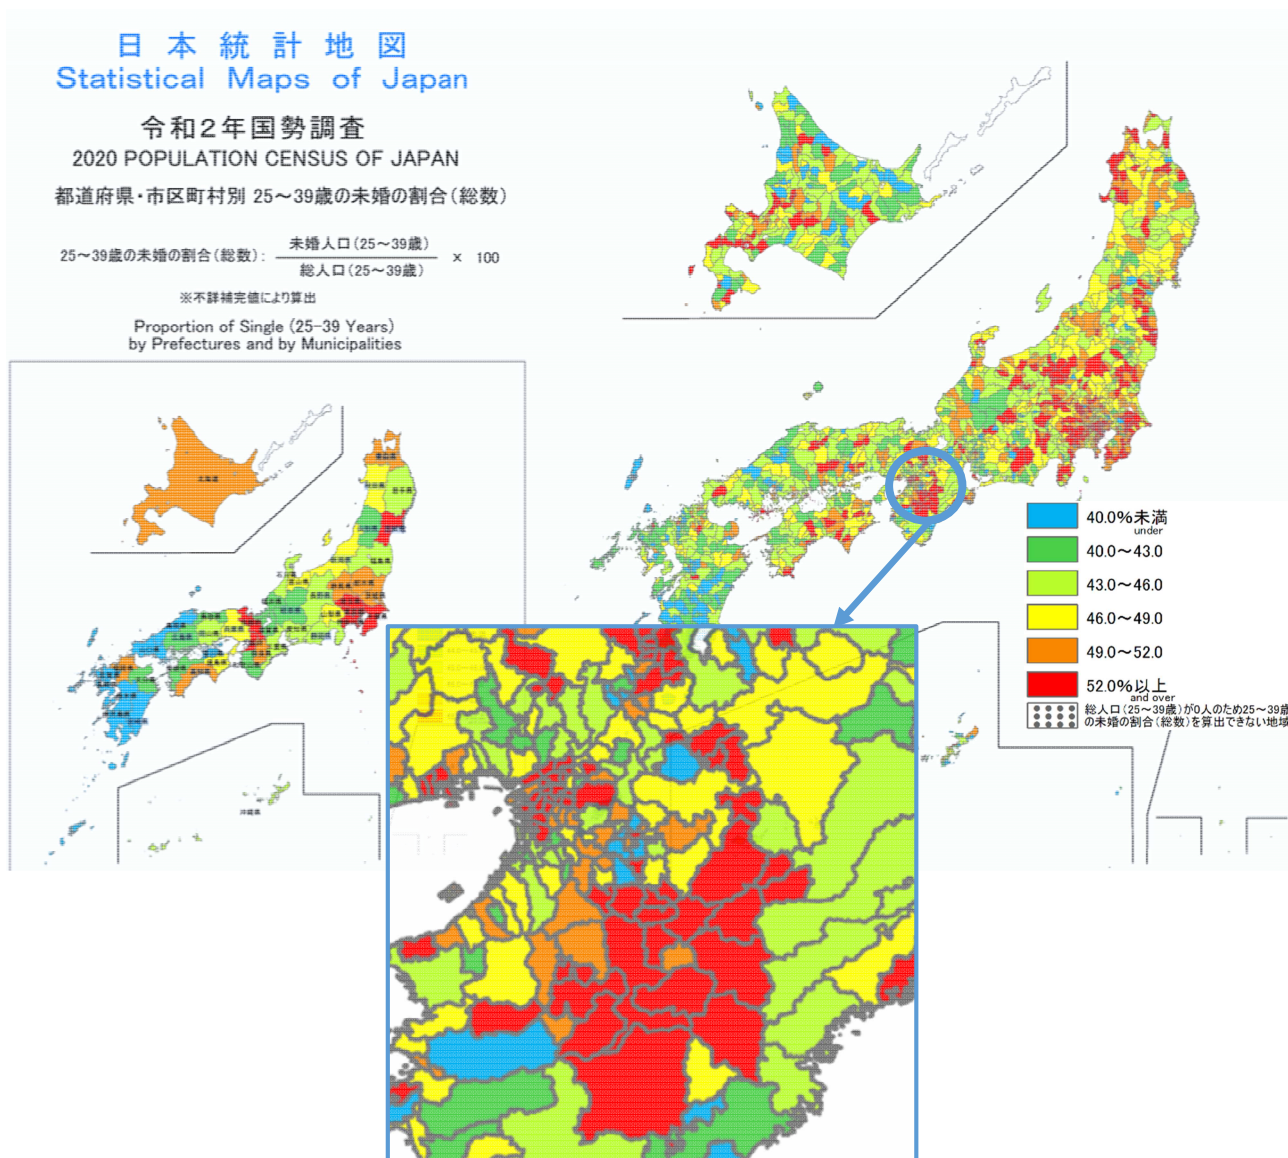 日本統計地図
Statistical Maps of Japan
令和2年国勢調査
2020 POPULATION CENSUS OF JAPAN
都道府県・市区町村別 25～39歳の未婚の割合(総数)
25～39歳の未婚の割合(総数): 未婚人口(25～39歳) × 100
総人口(25～39歳)
※不詳補完値により算出
Proportion of Single (25-39 Years)
by Prefectures and by Municipalities
北海道
沖縄県
40.0%未満
under
40.0～43.0
43.0～46.0
46.0～49.0
49.0～52.0
52.0%以上
and over
総人口(25～39歳)が0人のため25～39歳
の未婚の割合(総数)を算出できない地域